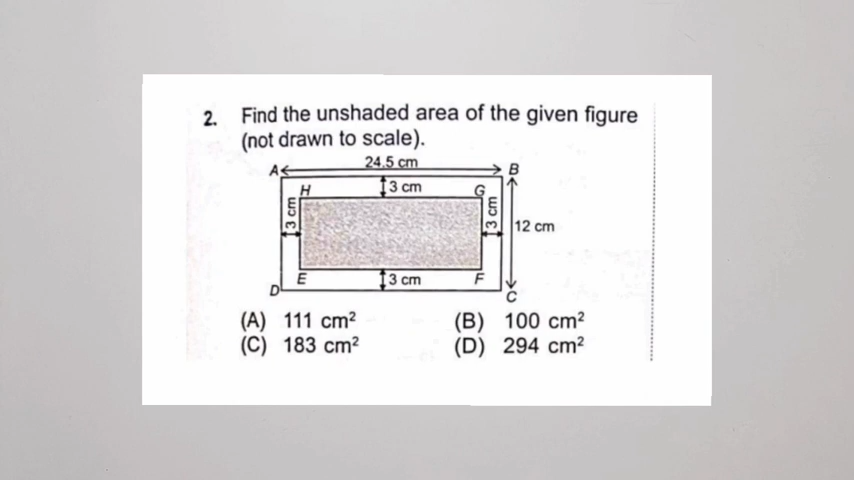 2. Find the unshaded area of the given figure
(not drawn to scale).
24.5 cm
A B
H 3 cm G
3 cm 3 cm
12 cm
E 3 cm F
D C
(A) 111 cm² (B) 100 cm²
(C) 183 cm² (D) 294 cm²